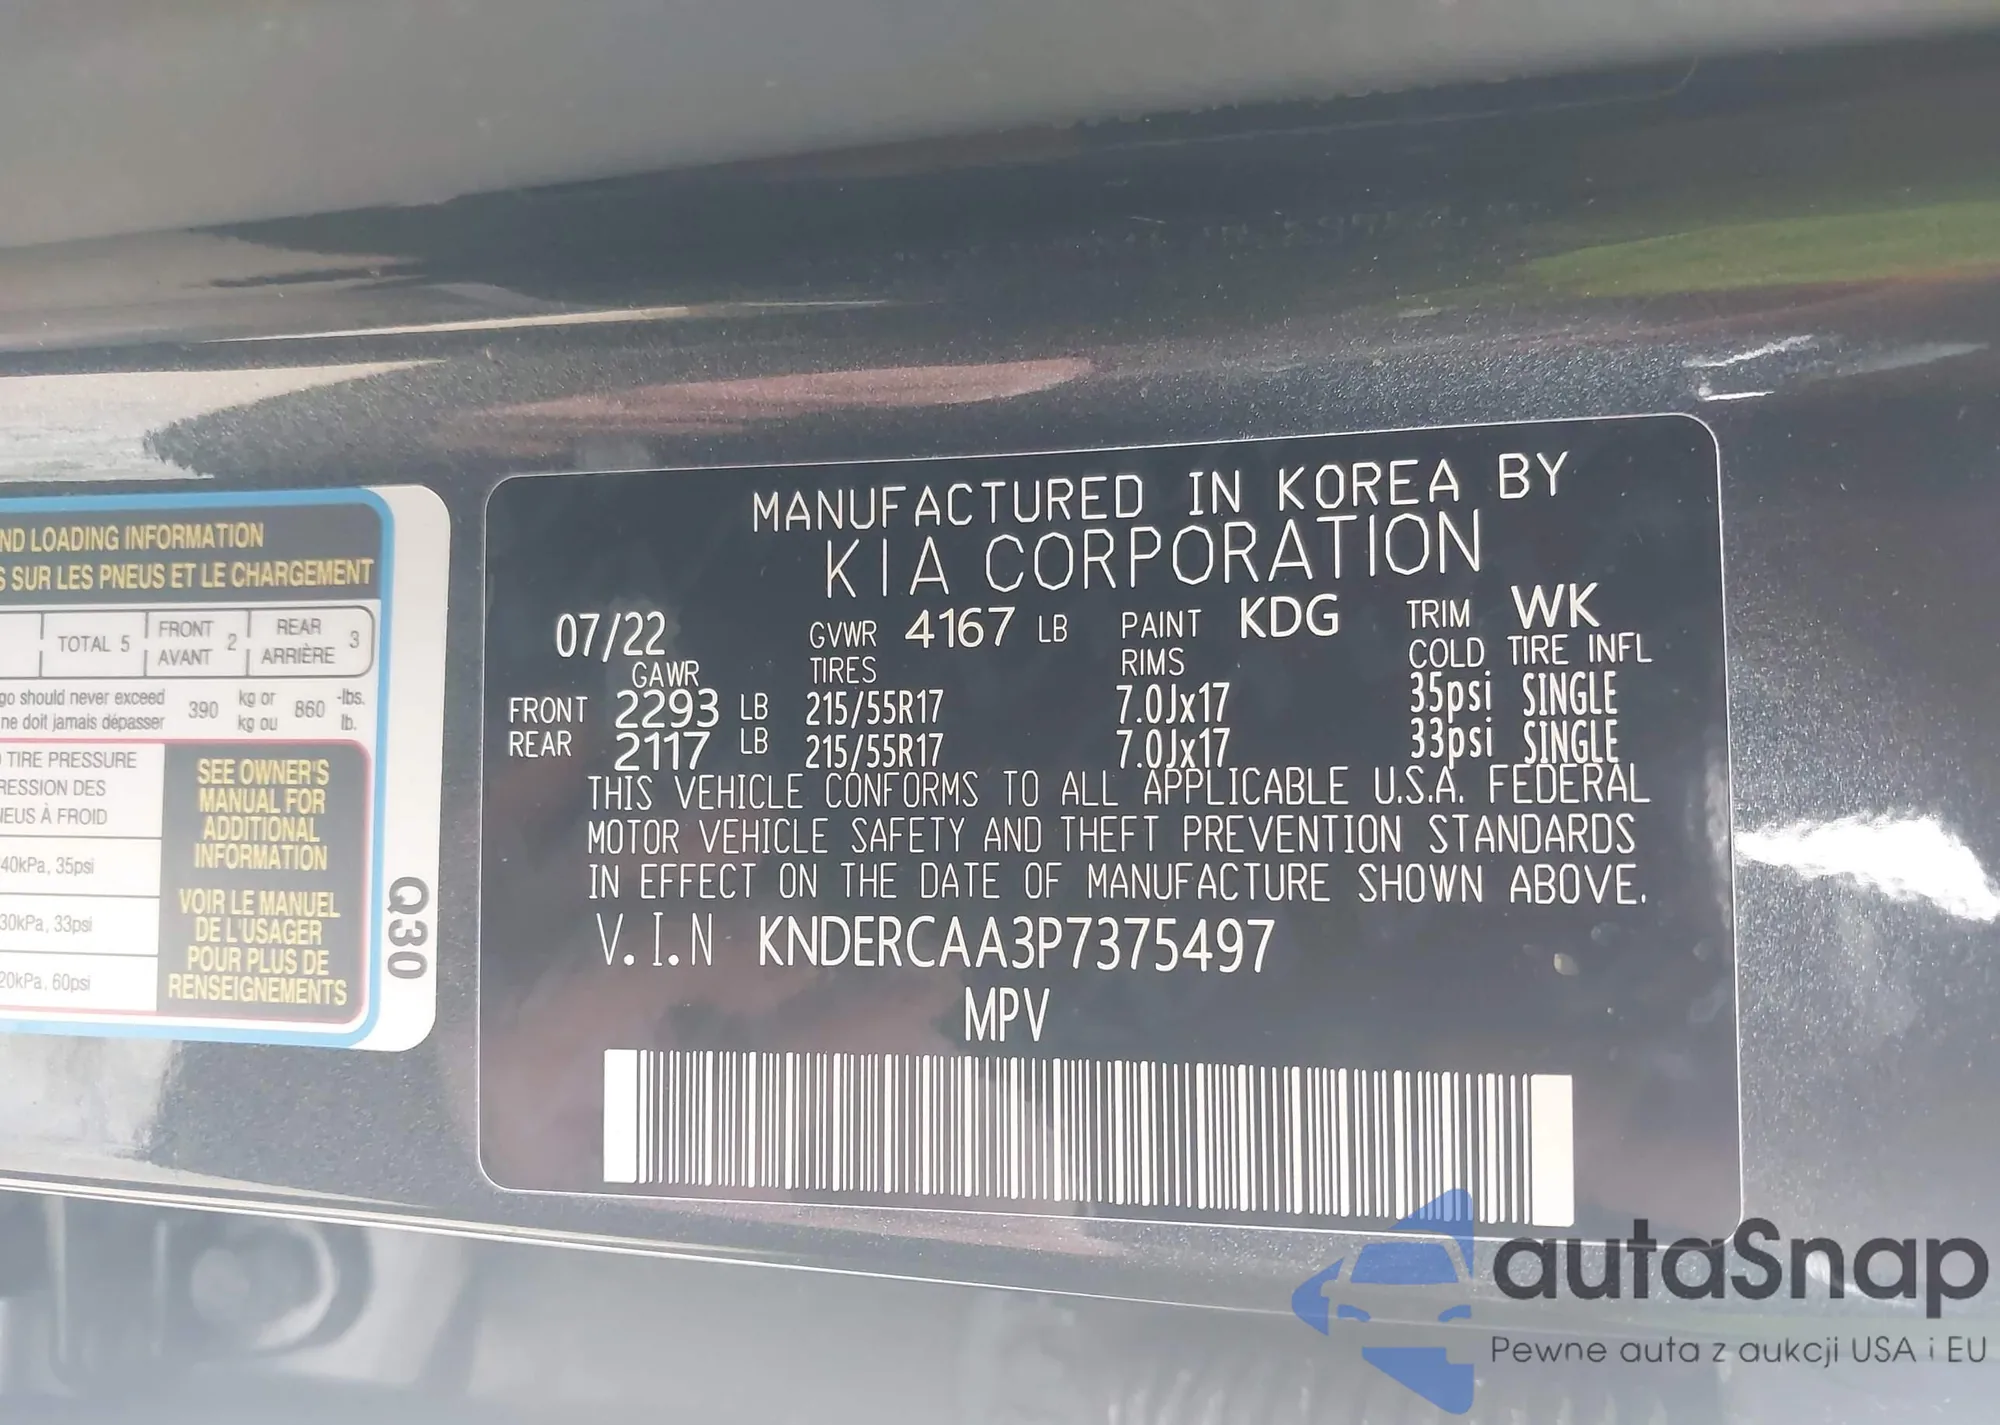 ND LOADING INFORMATION
S SUR LES PNEUS ET LE CHARGEMENT
TOTAL 5 FRONT AVANT 2 REAR ARRIÈRE 3
go should never exceed 390 kg or 860 -lbs.
ne doit jamais dépasser kg ou lb.
TIRE PRESSURE
RESSION DES
NEUS À FROID
40kPa, 35psi
30kPa, 33psi
20kPa, 60psi
SEE OWNER'S
MANUAL FOR
ADDITIONAL
INFORMATION
VOIR LE MANUEL
DE L'USAGER
POUR PLUS DE
RENSEIGNEMENTS
Q30
MANUFACTURED IN KOREA BY
KIA CORPORATION
07/22 GVWR 4167 LB PAINT KDG TRIM WK
GAWR TIRES RIMS COLD TIRE INFL
FRONT 2293 LB 215/55R17 7.0Jx17 35psi SINGLE
REAR 2117 LB 215/55R17 7.0Jx17 33psi SINGLE
THIS VEHICLE CONFORMS TO ALL APPLICABLE U.S.A. FEDERAL
MOTOR VEHICLE SAFETY AND THEFT PREVENTION STANDARDS
IN EFFECT ON THE DATE OF MANUFACTURE SHOWN ABOVE.
V.I.N KNDERCAA3P7375497
MPV
autaSnap
Pewne auta z aukcji USA i EU